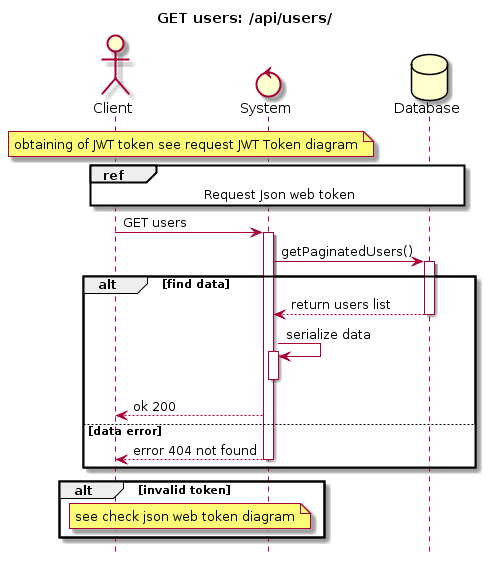 GET users: /api/users/
Client
System
Database
obtaining of JWT token see request JWT Token diagram
ref
Request Json web token
GET users
getPaginatedUsers()
alt [find data]
return users list
serialize data
ok 200
[data error]
error 404 not found
alt [invalid token]
see check json web token diagram